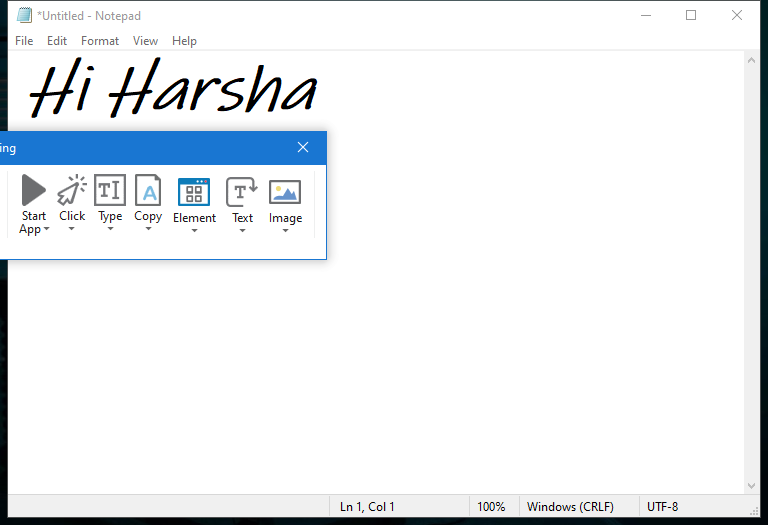 *Untitled - Notepad
File Edit Format View Help
Hi Harsha
ing
Start App Click Type Copy Element Text Image
Ln 1, Col 1 100% Windows (CRLF) UTF-8